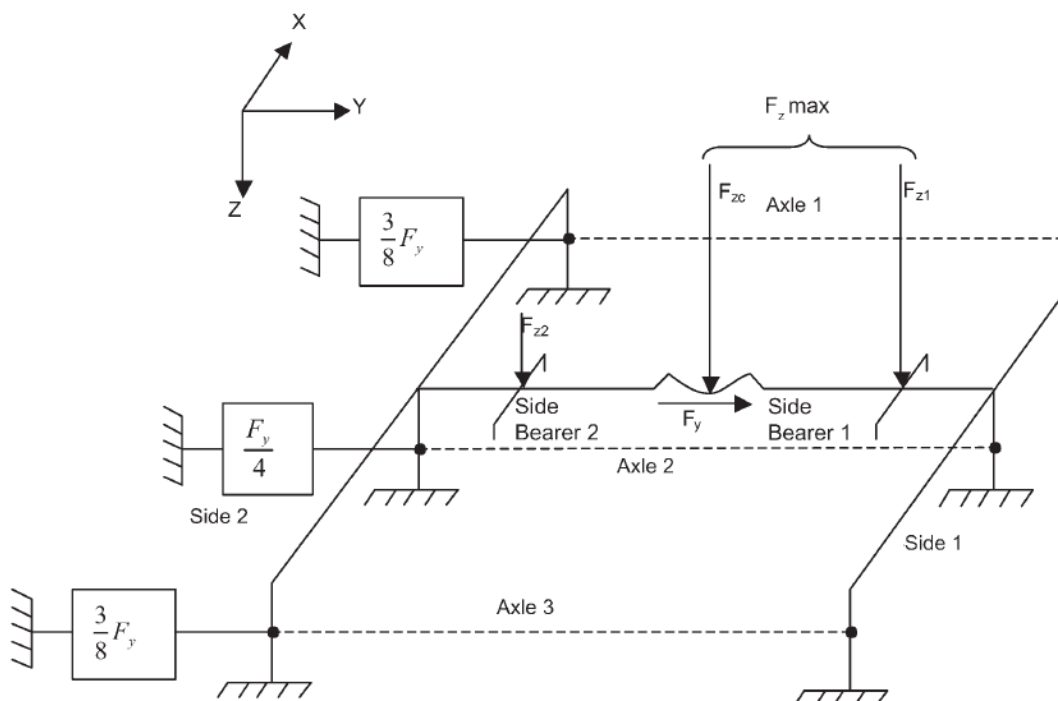 X
Y
Z
F_z max
F_zc
F_z1
Axle 1
3/8 F_y
F_z2
Side
Bearer 2
F_y
Side
Bearer 1
F_y/4
Axle 2
Side 2
Side 1
Axle 3
3/8 F_y